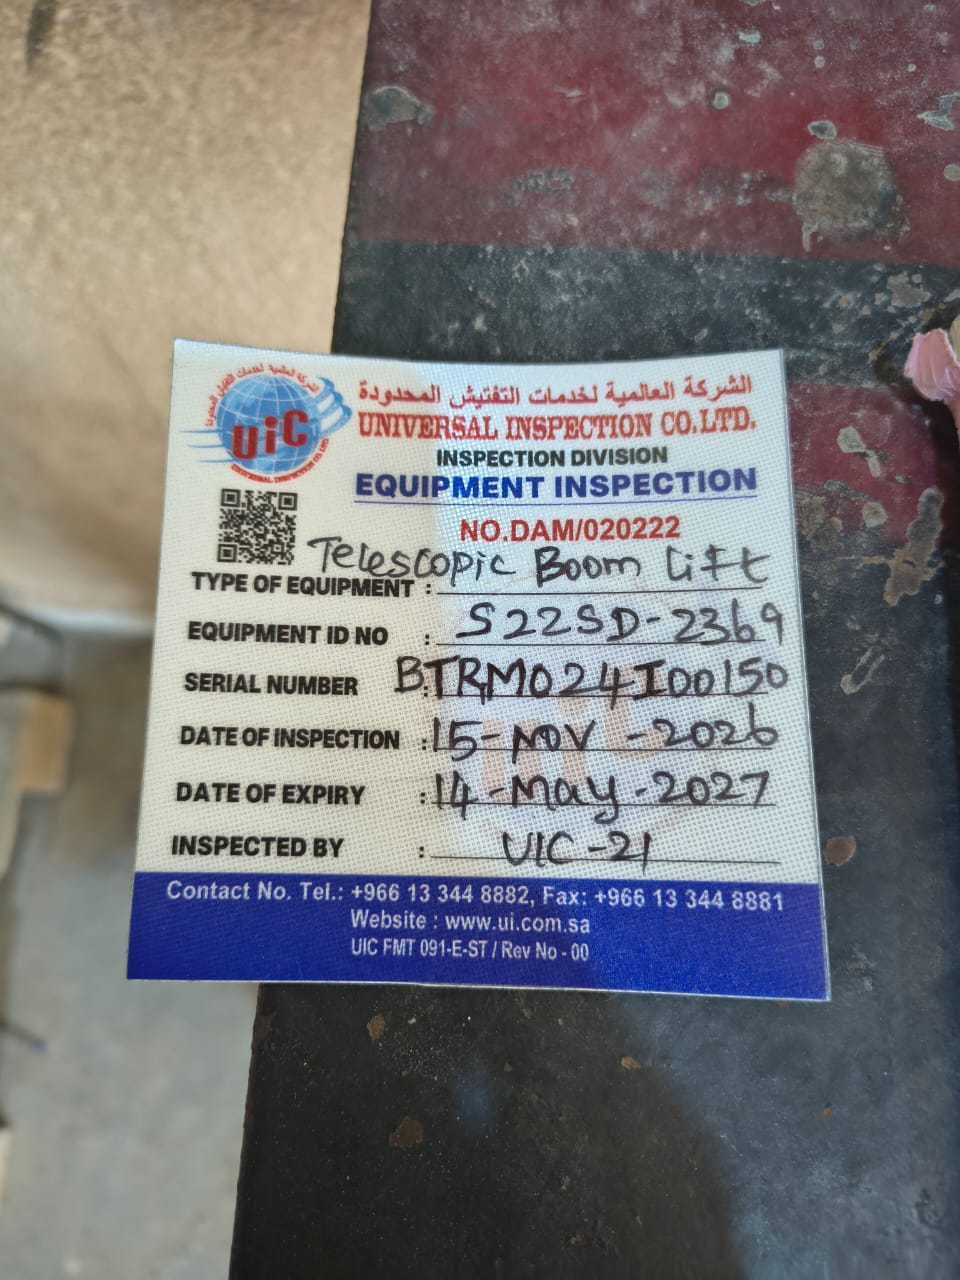 الشركة العالمية لخدمات التفتيش المحدودة
UiC
UNIVERSAL INSPECTION CO.LTD.
INSPECTION DIVISION
EQUIPMENT INSPECTION
NO.DAM/020222
TYPE OF EQUIPMENT : Telescopic Boom Lift
EQUIPMENT ID NO : S22SD-2369
SERIAL NUMBER : BTRM024I00150
DATE OF INSPECTION : 15-NOV-2026
DATE OF EXPIRY : 14-May-2027
INSPECTED BY : UIC-21
Contact No. Tel.: +966 13 344 8882, Fax: +966 13 344 8881
Website : www.ui.com.sa
UIC FMT 091-E-ST / Rev No - 00